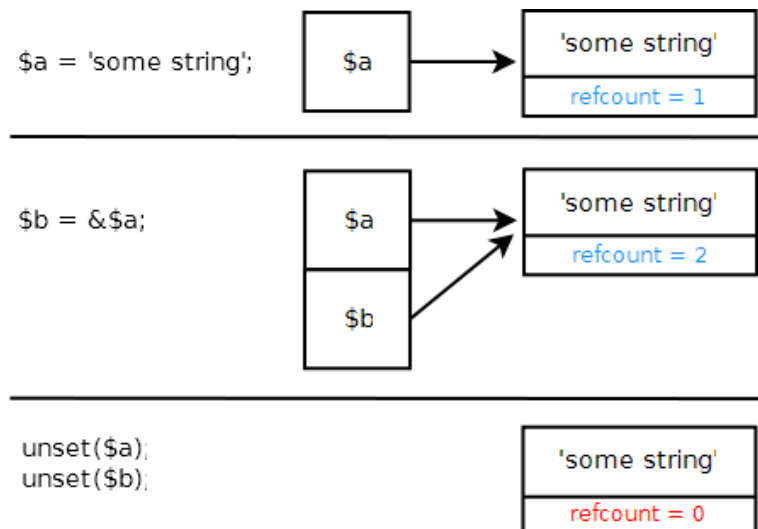 $a = 'some string';
$a
'some string'
refcount = 1
$b = &$a;
$a
$b
'some string'
refcount = 2
unset($a);
unset($b);
'some string'
refcount = 0